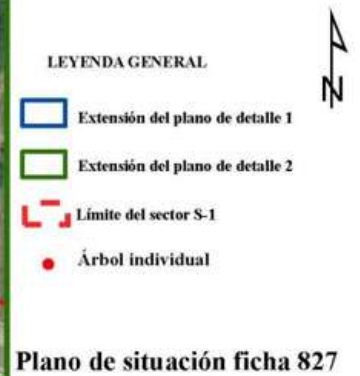 N
LEYENDA GENERAL
Extensión del plano de detalle 1
Extensión del plano de detalle 2
Límite del sector S-1
Árbol individual
Plano de situación ficha 827